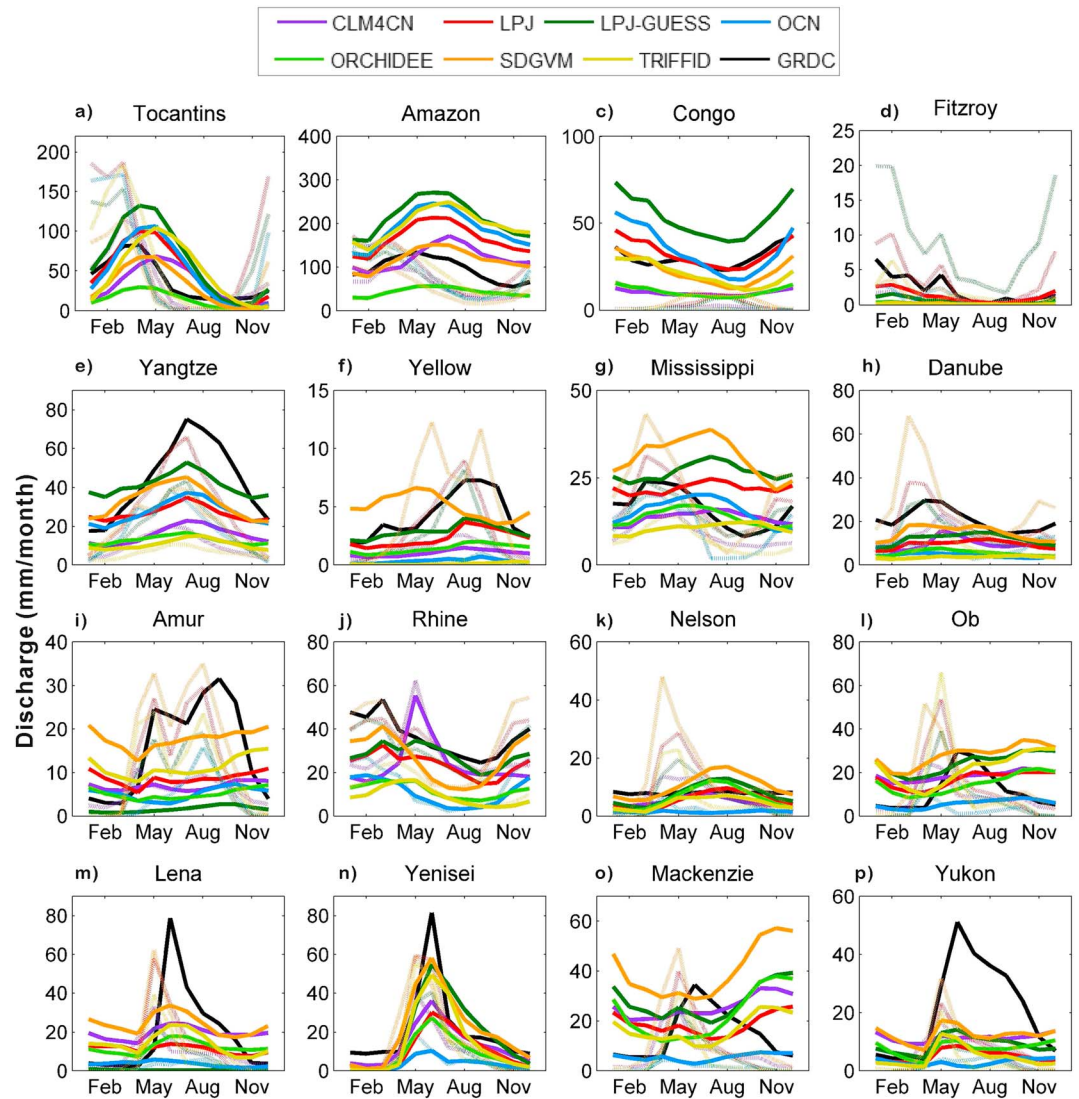 CLM4CN LPJ LPJ-GUESS OCN
ORCHIDEE SDGVM TRIFFID GRDC
a) Tocantins Amazon c) Congo d) Fitzroy
200 400 100 25
150 300 20
15
100 200 50
10
50 100 5
0 0 0 0
Feb May Aug Nov Feb May Aug Nov Feb May Aug Nov Feb May Aug Nov
e) Yangtze f) Yellow g) Mississippi h) Danube
80 15 50 80
60 10 60
40 25 40
20 5 20
0 0 0 0
Feb May Aug Nov Feb May Aug Nov Feb May Aug Nov Feb May Aug Nov
Discharge (mm/month)
i) Amur j) Rhine k) Nelson l) Ob
40 80 60 80
30 60 40 60
20 40 40
10 20 20 20
0 0 0 0
Feb May Aug Nov Feb May Aug Nov Feb May Aug Nov Feb May Aug Nov
m) Lena n) Yenisei o) Mackenzie p) Yukon
80 80 70 60
60
60 60 50 40
40 40 40
30
20 20 20 20
10
0 0 0 0
Feb May Aug Nov Feb May Aug Nov Feb May Aug Nov Feb May Aug Nov